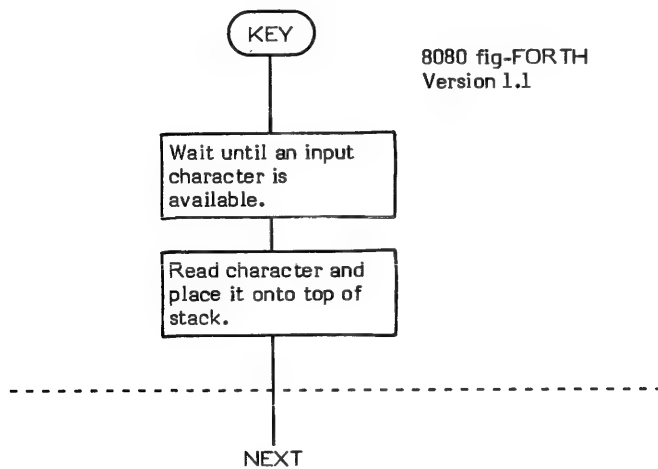 KEY
8080 fig-FORTH
Version 1.1
Wait until an input
character is
available.
Read character and
place it onto top of
stack.
NEXT